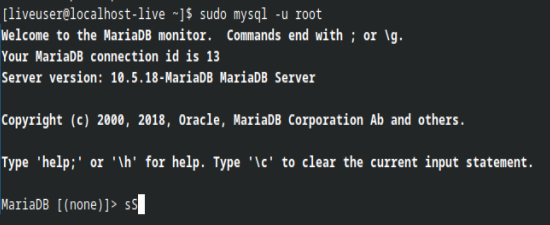 [liveuser@localhost-live ~]$ sudo mysql -u root
Welcome to the MariaDB monitor.  Commands end with ; or \g.
Your MariaDB connection id is 13
Server version: 10.5.18-MariaDB MariaDB Server
Copyright (c) 2000, 2018, Oracle, MariaDB Corporation Ab and others.
Type 'help;' or '\h' for help. Type '\c' to clear the current input statement.
MariaDB [(none)]> sS